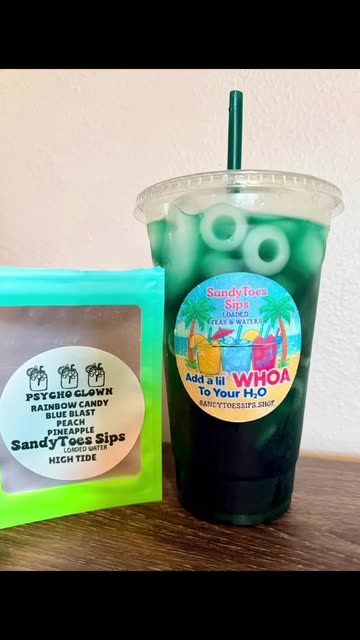 PSYCHO CLOWN
RAINBOW CANDY
BLUE BLAST
PEACH
PINEAPPLE
SandyToes Sips
LOADED WATER
HIGH TIDE
SandyToes
Sips
LOADED
TEAS & WATERS
Add a lil WHOA
To Your H₂O
SANDYTOESSIPS.SHOP